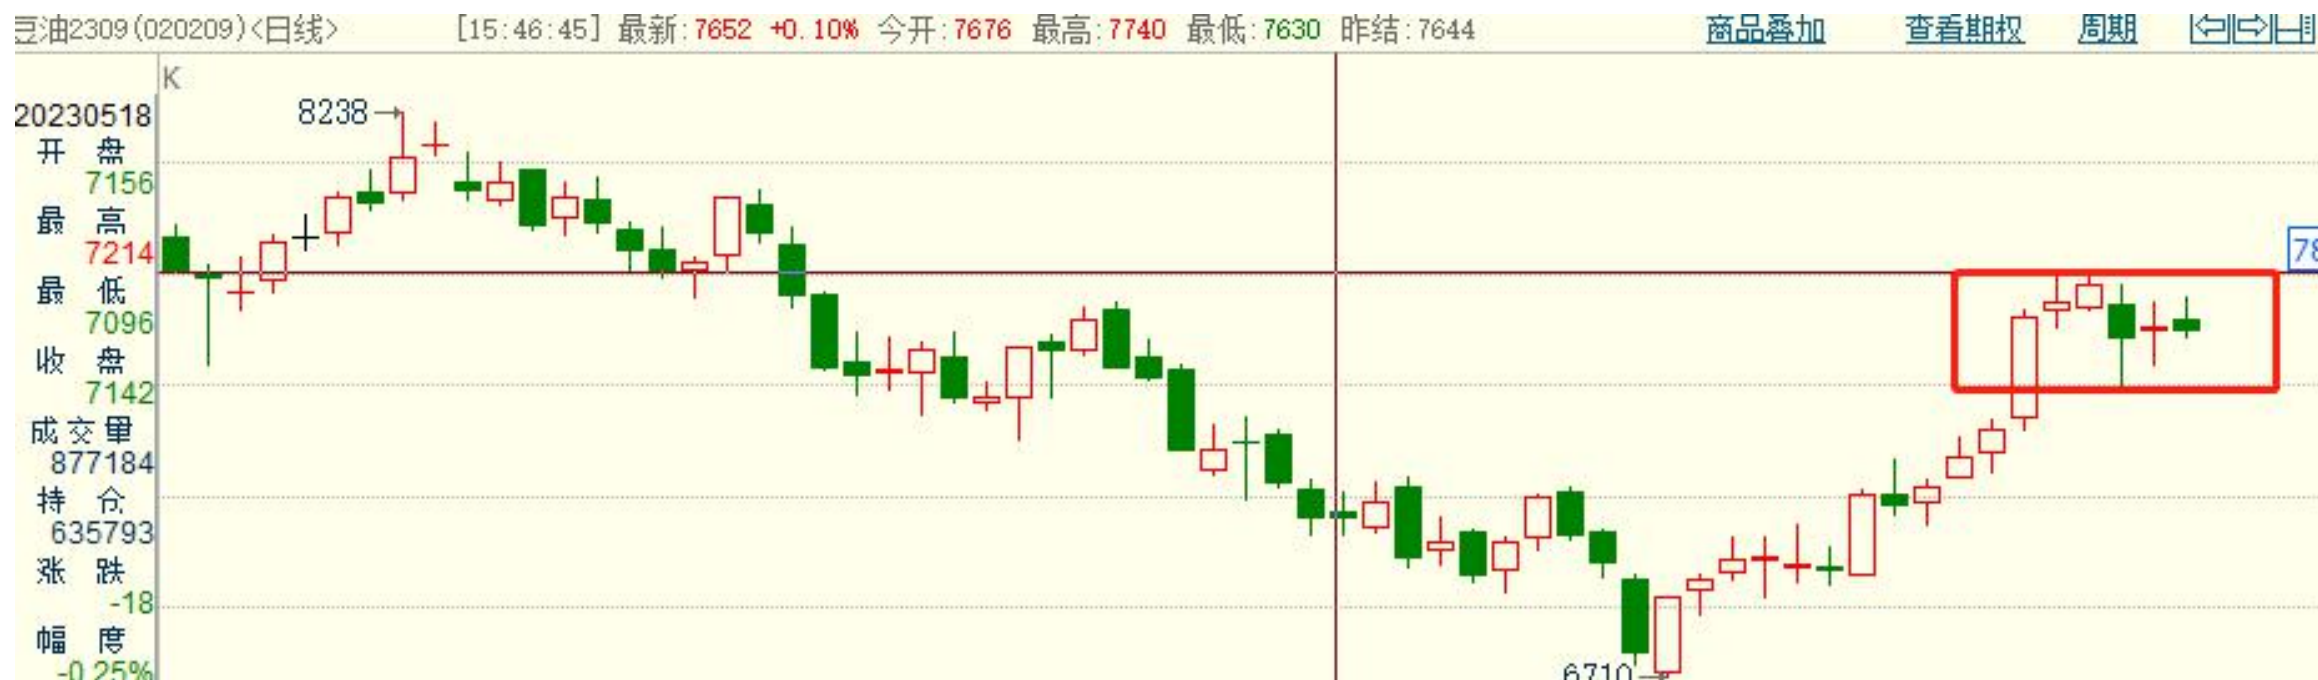 豆油2309(020209)<日线> [15:46:45] 最新:7652 +0.10% 今开:7676 最高:7740 最低:7630 昨结:7644 商品叠加 查看期权 周期
K
8238
20230518
开 盘
7156
最 高
7214
78
最 低
7096
收 盘
7142
成交量
877184
持 仓
635793
涨 跌
-18
幅 度
-0.25%
6710